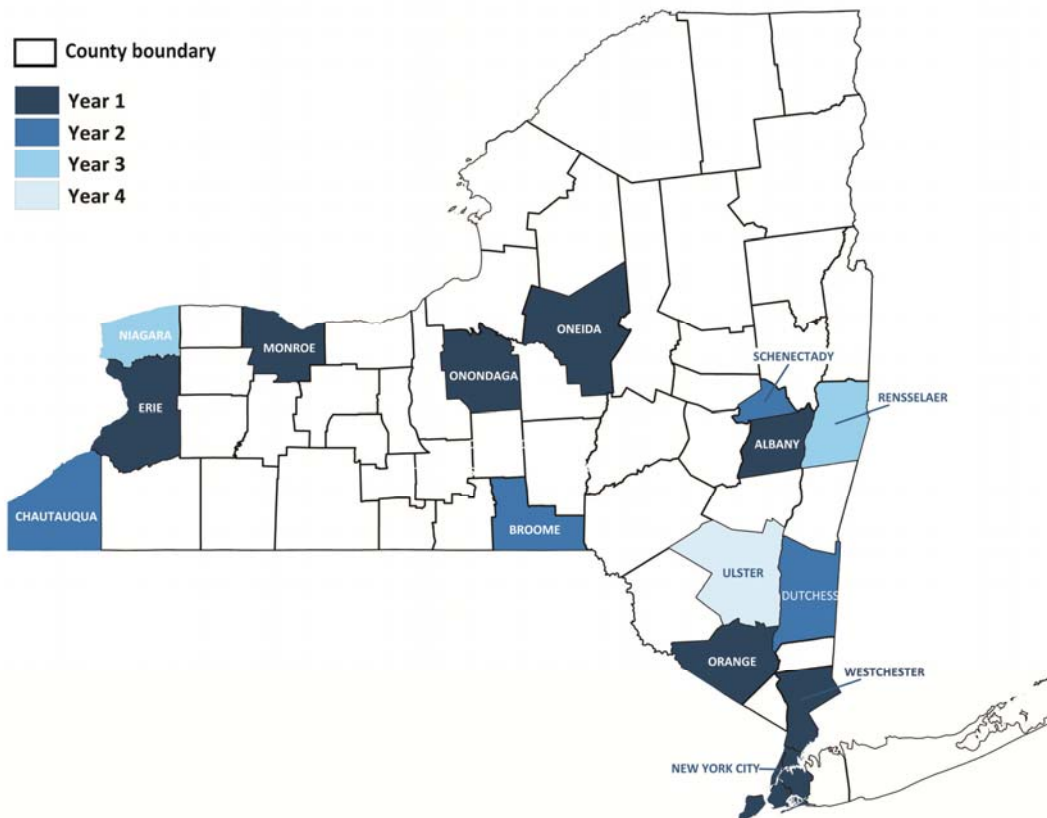 County boundary
Year 1
Year 2
Year 3
Year 4
NIAGARA
MONROE
ONEIDA
ONONDAGA
SCHENECTADY
ERIE
RENSSELAER
ALBANY
CHAUTAUQUA
BROOME
ULSTER
DUTCHESS
ORANGE
WESTCHESTER
NEW YORK CITY